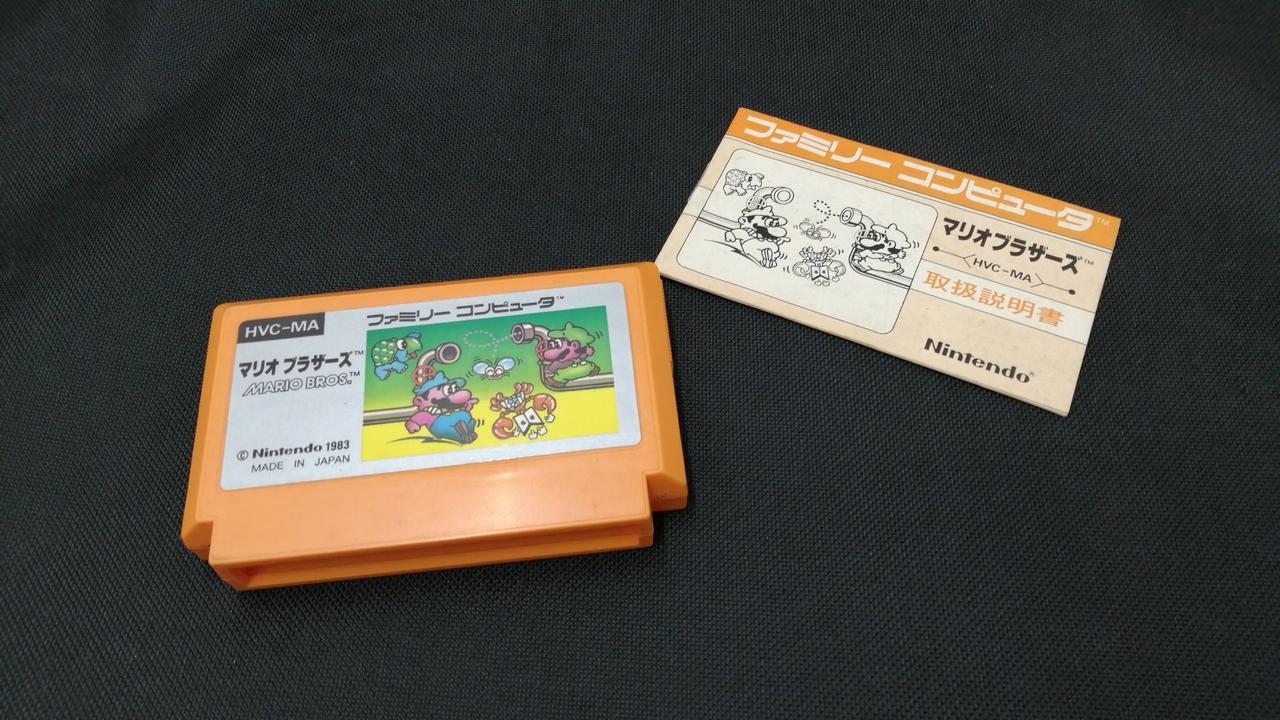 HVC-MA
ファミリー コンピュータ™
マリオ ブラザーズ™
MARIO BROS.™
© Nintendo 1983
MADE IN JAPAN
ファミリー コンピュータ™
マリオ ブラザーズ™
HVC-MA
取扱説明書
Nintendo®